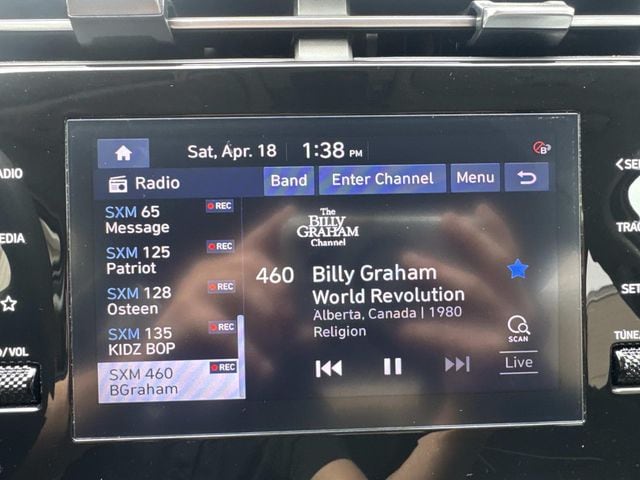 Sat, Apr. 18 1:38 PM
Radio Band Enter Channel Menu
SXM 65 REC
Message
SXM 125 REC
Patriot
SXM 128 REC
Osteen
SXM 135 REC
KIDZ BOP
SXM 460 REC
BGraham
The
BILLY
GRAHAM
Channel
460 Billy Graham
World Revolution
Alberta, Canada | 1980
Religion
SCAN
Live
ADIO
EDIA
O/VOL
<SE
TRAC
SET
TUNE